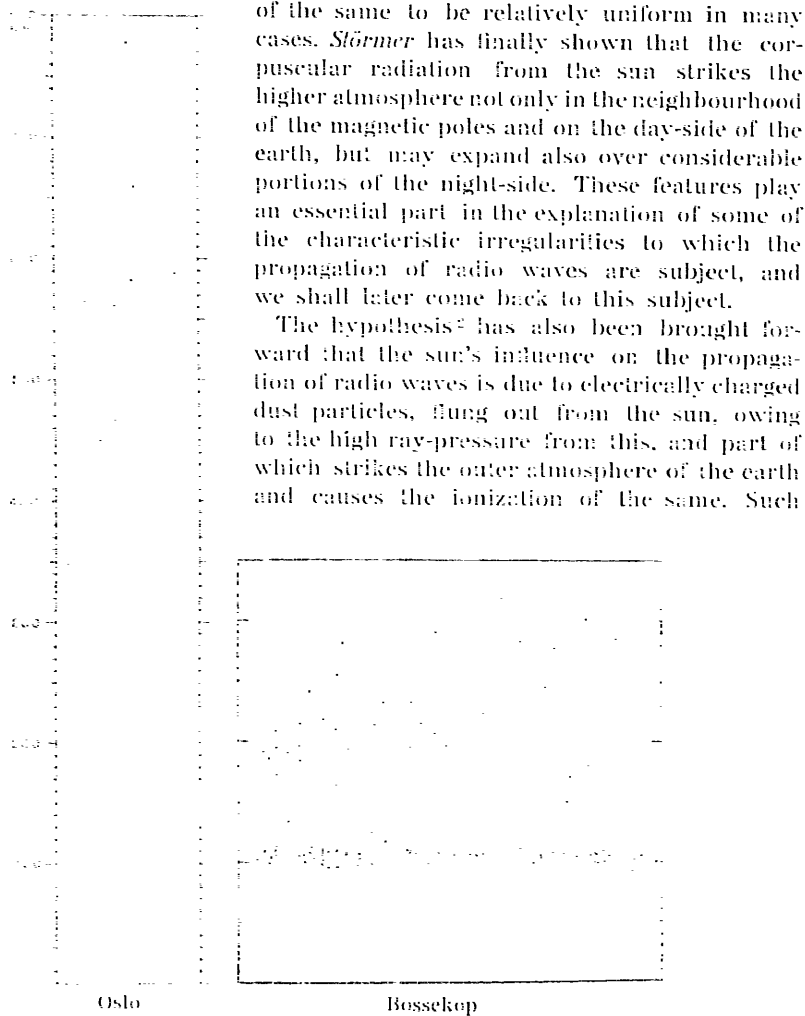 of the same to be relatively uniform in many
cases. Störmer has finally shown that the cor-
puscular radiation from the sun strikes the
higher atmosphere not only in the neighbourhood
of the magnetic poles and on the day-side of the
earth, but may expand also over considerable
portions of the night-side. These features play
an essential part in the explanation of some of
the characteristic irregularities to which the
propagation of radio waves are subject, and
we shall later come back to this subject.
The hypothesis² has also been brought for-
ward that the sun's influence on the propaga-
tion of radio waves is due to electrically charged
dust particles, flung out from the sun, owing
to the high ray-pressure from this, and part of
which strikes the outer atmosphere of the earth
and causes the ionization of the same. Such
Oslo
Bossekop